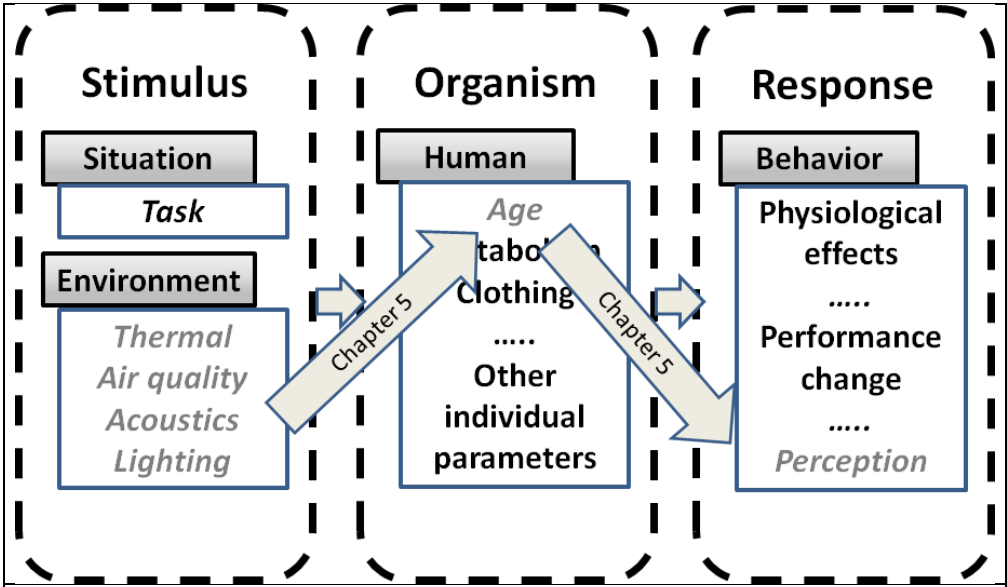 Stimulus
Situation
Task
Environment
Thermal
Air quality
Acoustics
Lighting
Chapter 5
Organism
Human
Age
Clothing
.....
Other
individual
parameters
Chapter 5
Response
Behavior
Physiological
effects
.....
Performance
change
.....
Perception